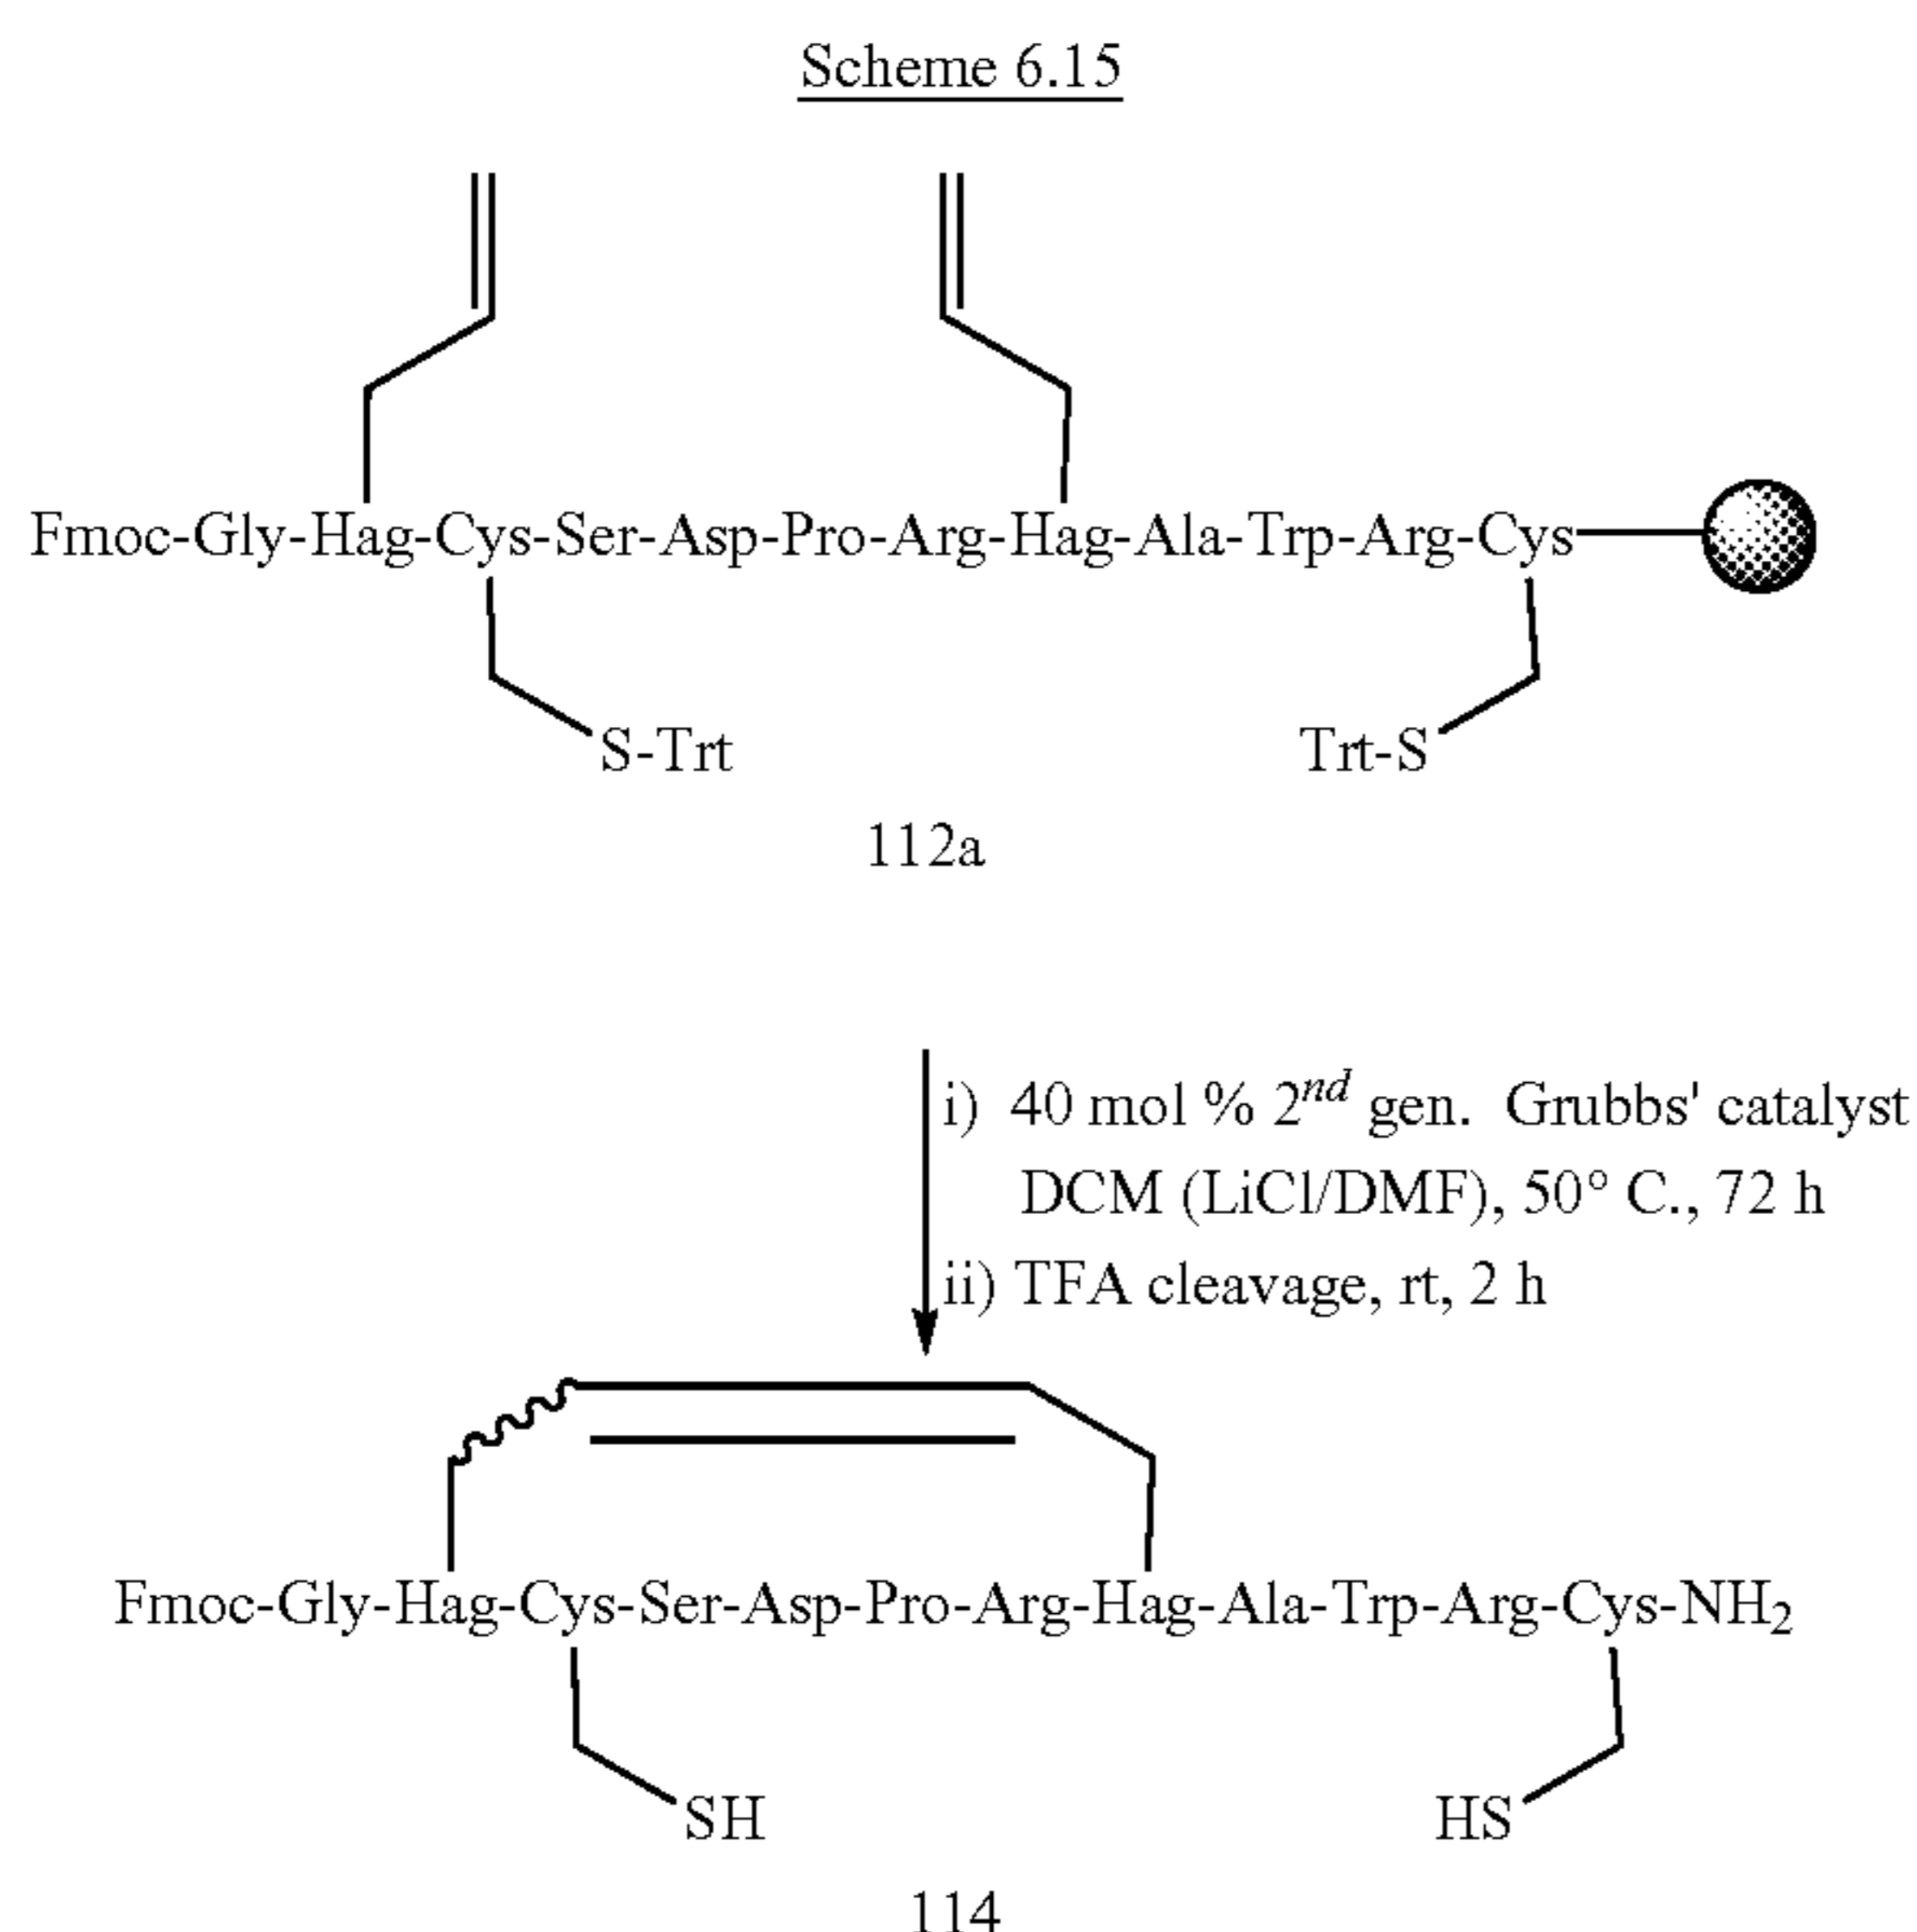 Scheme 6.15
Fmoc-Gly-Hag-Cys-Ser-Asp-Pro-Arg-Hag-Ala-Trp-Arg-Cys
S-Trt
Trt-S
112a
i) 40 mol % 2nd gen. Grubbs' catalyst
DCM (LiCl/DMF), 50° C., 72 h
ii) TFA cleavage, rt, 2 h
Fmoc-Gly-Hag-Cys-Ser-Asp-Pro-Arg-Hag-Ala-Trp-Arg-Cys-NH2
SH
HS
114